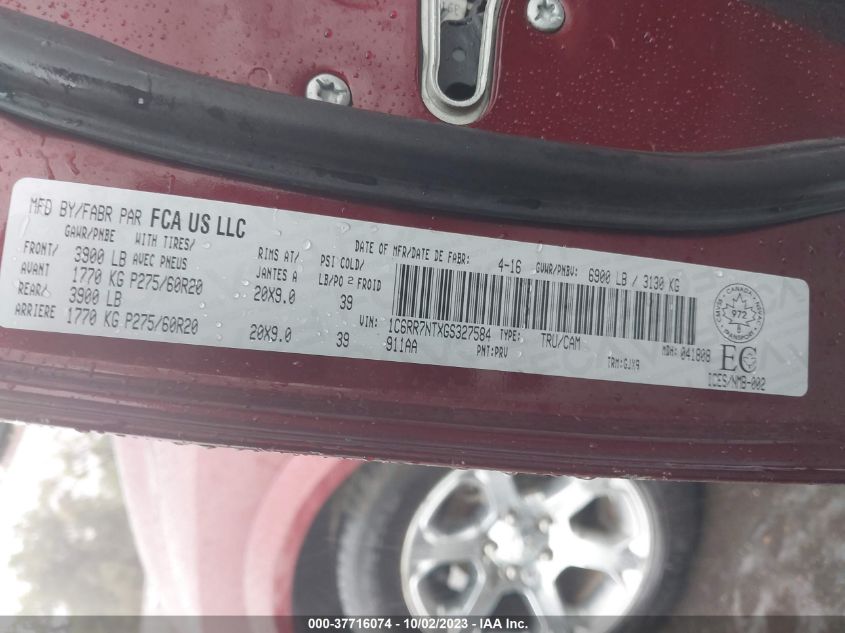 MFD BY/FABR PAR FCA US LLC
DATE OF MFR/DATE DE FABR: 4-16 GVWR/PNBV: 6900 LB / 3130 KG
GAWR/PNBE WITH TIRES/ RIMS AT/ PSI COLD/
AVEC PNEUS JANTES A LB/PO 2 FROID
FRONT/ 3900 LB
AVANT 1770 KG P275/60R20 20X9.0 39
REAR/ 3900 LB
ARRIERE 1770 KG P275/60R20 20X9.0 39
VIN: 1C6RR7NTXGS327584 TYPE: TRU/CAM MDH: 041808
911AA PNT:PRV TRM:GJX9
CANADA
972
TRANSPORT
EC
ICES/NMB-002
000-37716074 - 10/02/2023 - IAA Inc.